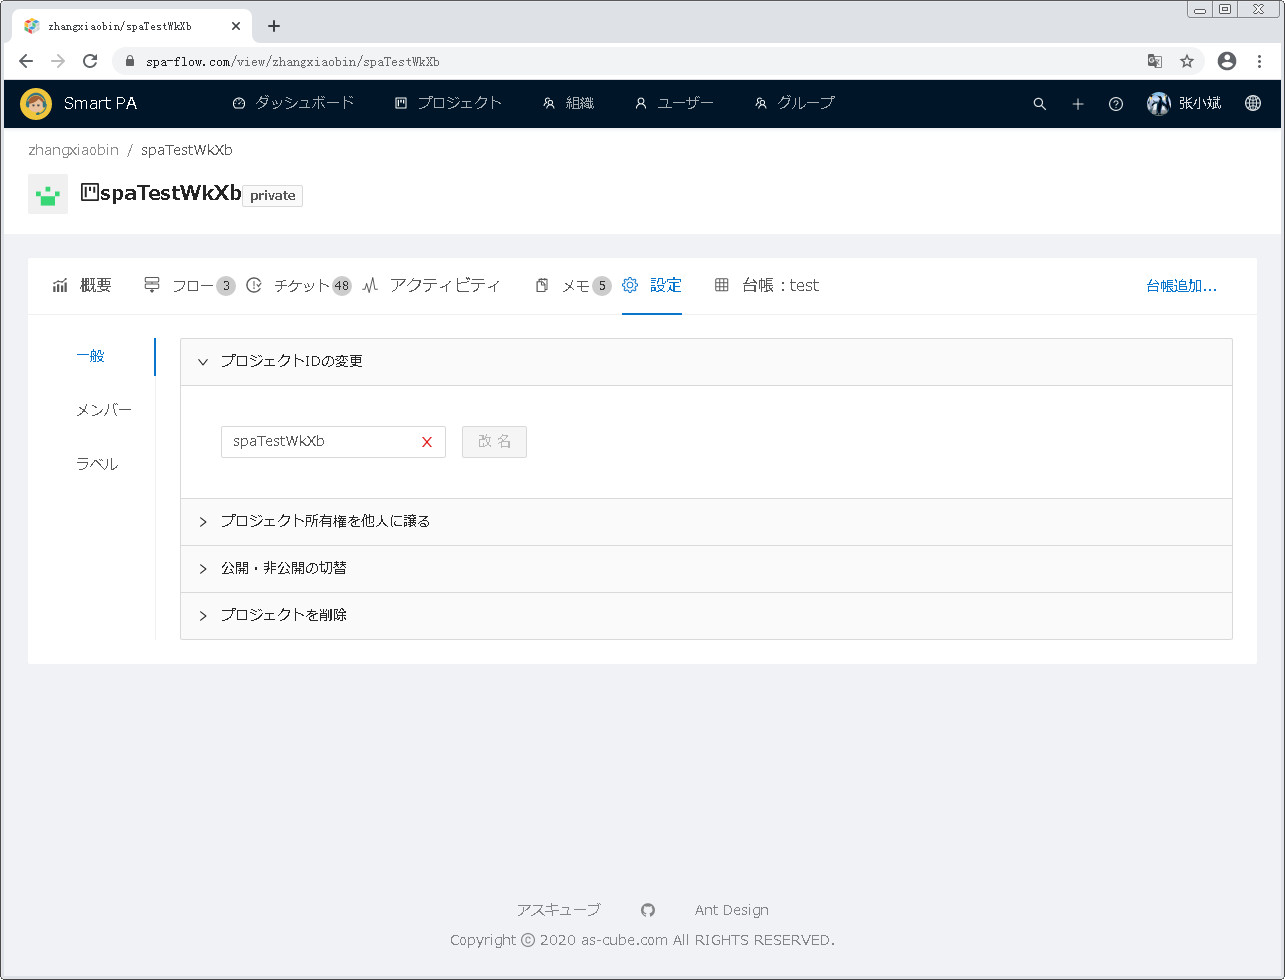 zhangxiaobin/spaTestWkXb
spa-flow.com/view/zhangxiaobin/spaTestWkXb
Smart PA ダッシュボード プロジェクト 組織 ユーザー グループ 张小斌
zhangxiaobin / spaTestWkXb
spaTestWkXb private
概要 フロー 3 チケット 48 アクティビティ メモ 5 設定 台帳：test 台帳追加...
一般
メンバー
ラベル
プロジェクトIDの変更
spaTestWkXb 改 名
プロジェクト所有権を他人に譲る
公開・非公開の切替
プロジェクトを削除
アスキューブ Ant Design
Copyright © 2020 as-cube.com All RIGHTS RESERVED.